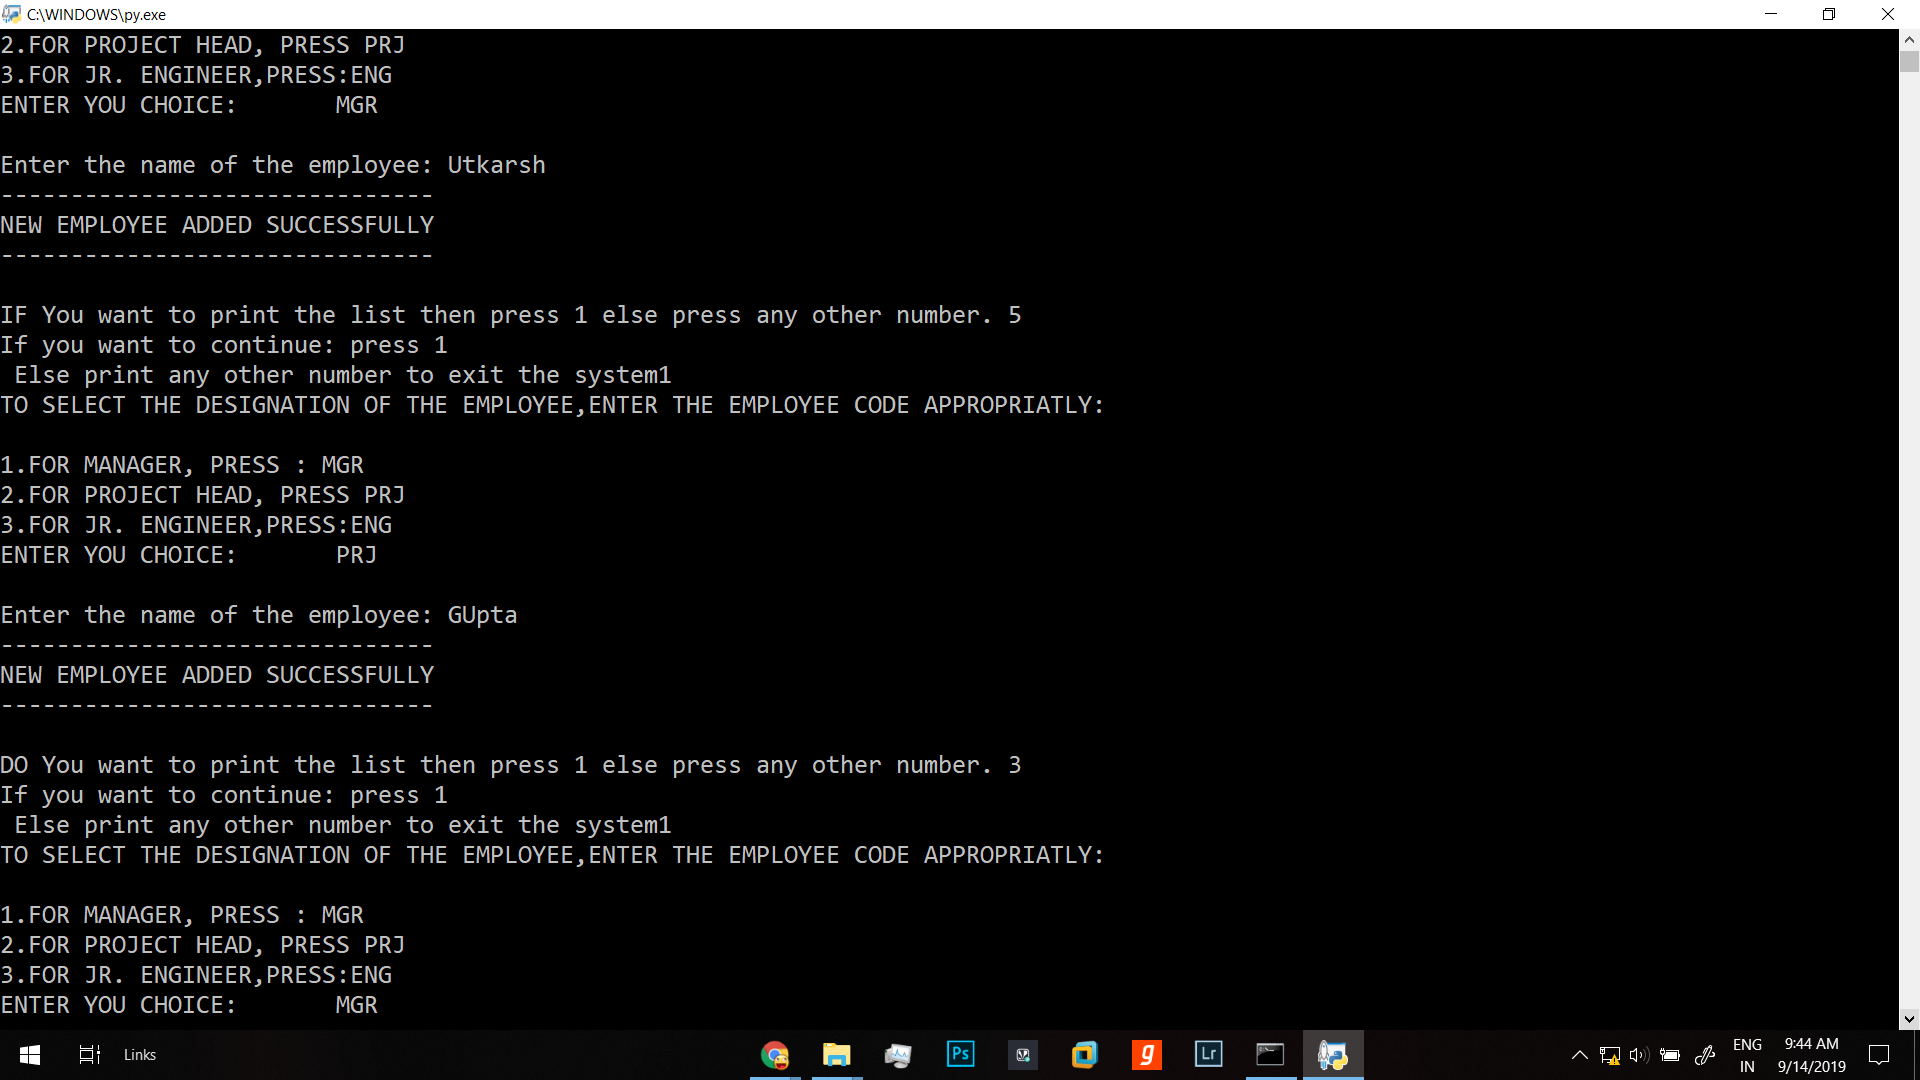 C:\WINDOWS\py.exe
2.FOR PROJECT HEAD, PRESS PRJ
3.FOR JR. ENGINEER,PRESS:ENG
ENTER YOU CHOICE:       MGR
Enter the name of the employee: Utkarsh
-------------------------------
NEW EMPLOYEE ADDED SUCCESSFULLY
-------------------------------
IF You want to print the list then press 1 else press any other number. 5
If you want to continue: press 1
 Else print any other number to exit the system1
TO SELECT THE DESIGNATION OF THE EMPLOYEE,ENTER THE EMPLOYEE CODE APPROPRIATLY:
1.FOR MANAGER, PRESS : MGR
2.FOR PROJECT HEAD, PRESS PRJ
3.FOR JR. ENGINEER,PRESS:ENG
ENTER YOU CHOICE:       PRJ
Enter the name of the employee: GUpta
-------------------------------
NEW EMPLOYEE ADDED SUCCESSFULLY
-------------------------------
DO You want to print the list then press 1 else press any other number. 3
If you want to continue: press 1
 Else print any other number to exit the system1
TO SELECT THE DESIGNATION OF THE EMPLOYEE,ENTER THE EMPLOYEE CODE APPROPRIATLY:
1.FOR MANAGER, PRESS : MGR
2.FOR PROJECT HEAD, PRESS PRJ
3.FOR JR. ENGINEER,PRESS:ENG
ENTER YOU CHOICE:       MGR
Links
Ps
g
Lr
ENG
IN
9:44 AM
9/14/2019